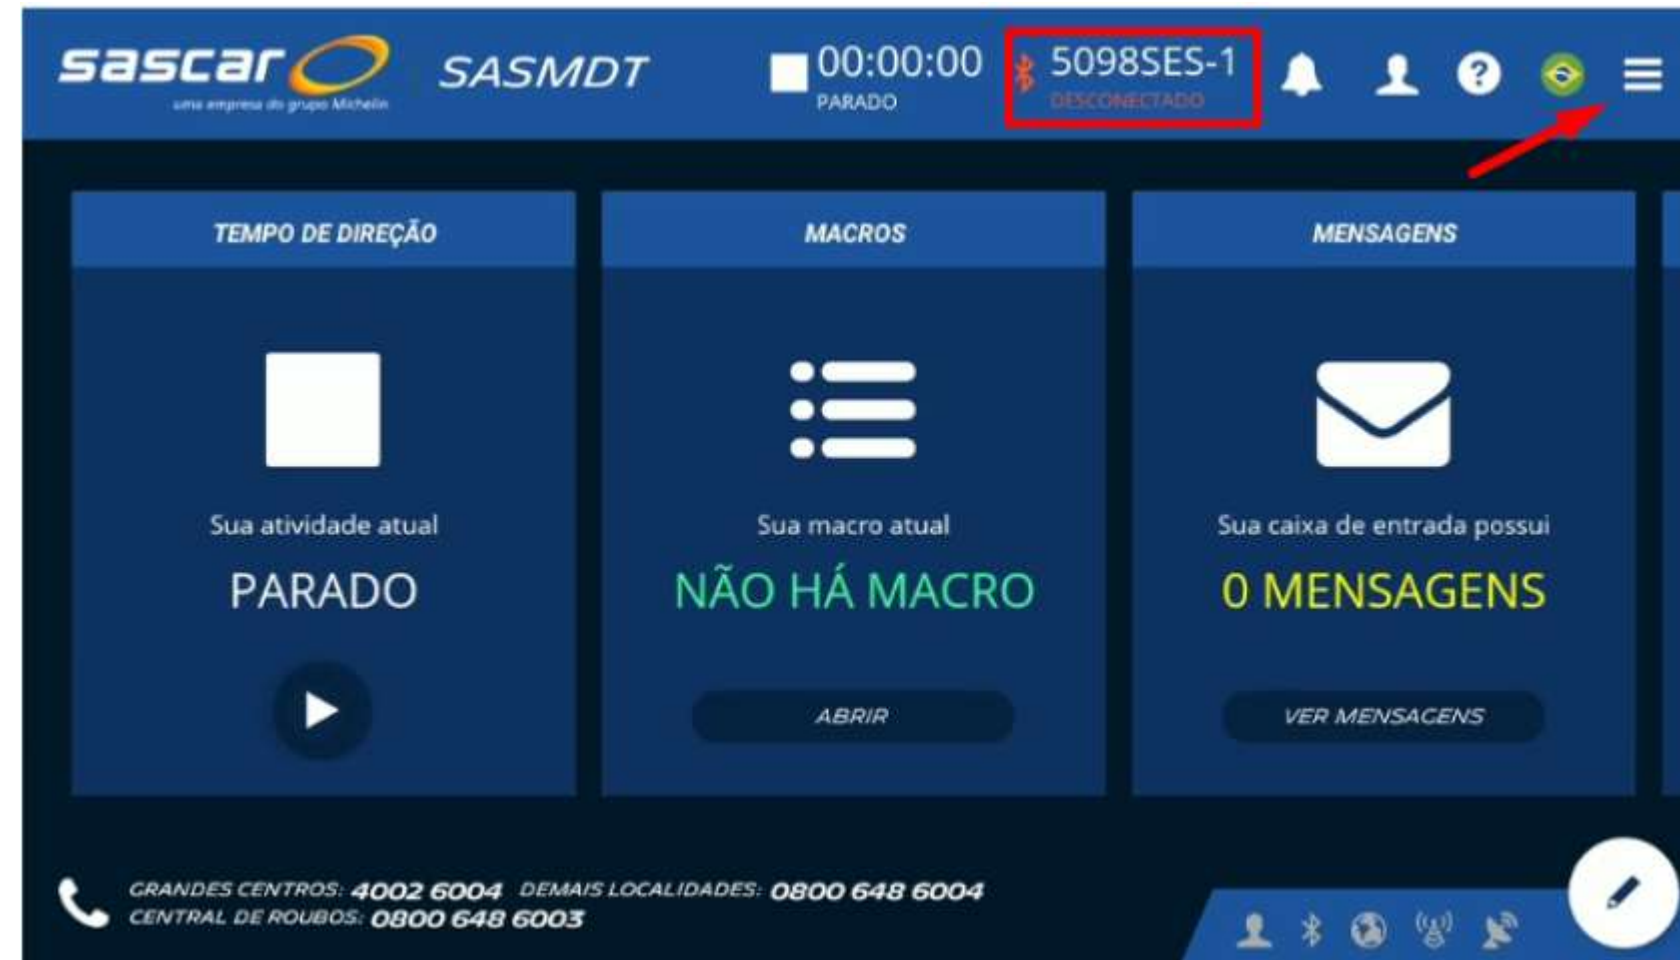 sascar
uma empresa do grupo Michelin
SASMDT
00:00:00
PARADO
5098SES-1
DESCONECTADO
?
TEMPO DE DIREÇÃO
Sua atividade atual
PARADO
MACROS
Sua macro atual
NÃO HÁ MACRO
ABRIR
MENSAGENS
Sua caixa de entrada possui
0 MENSAGENS
VER MENSAGENS
GRANDES CENTROS: 4002 6004 DEMAIS LOCALIDADES: 0800 648 6004
CENTRAL DE ROUBOS: 0800 648 6003